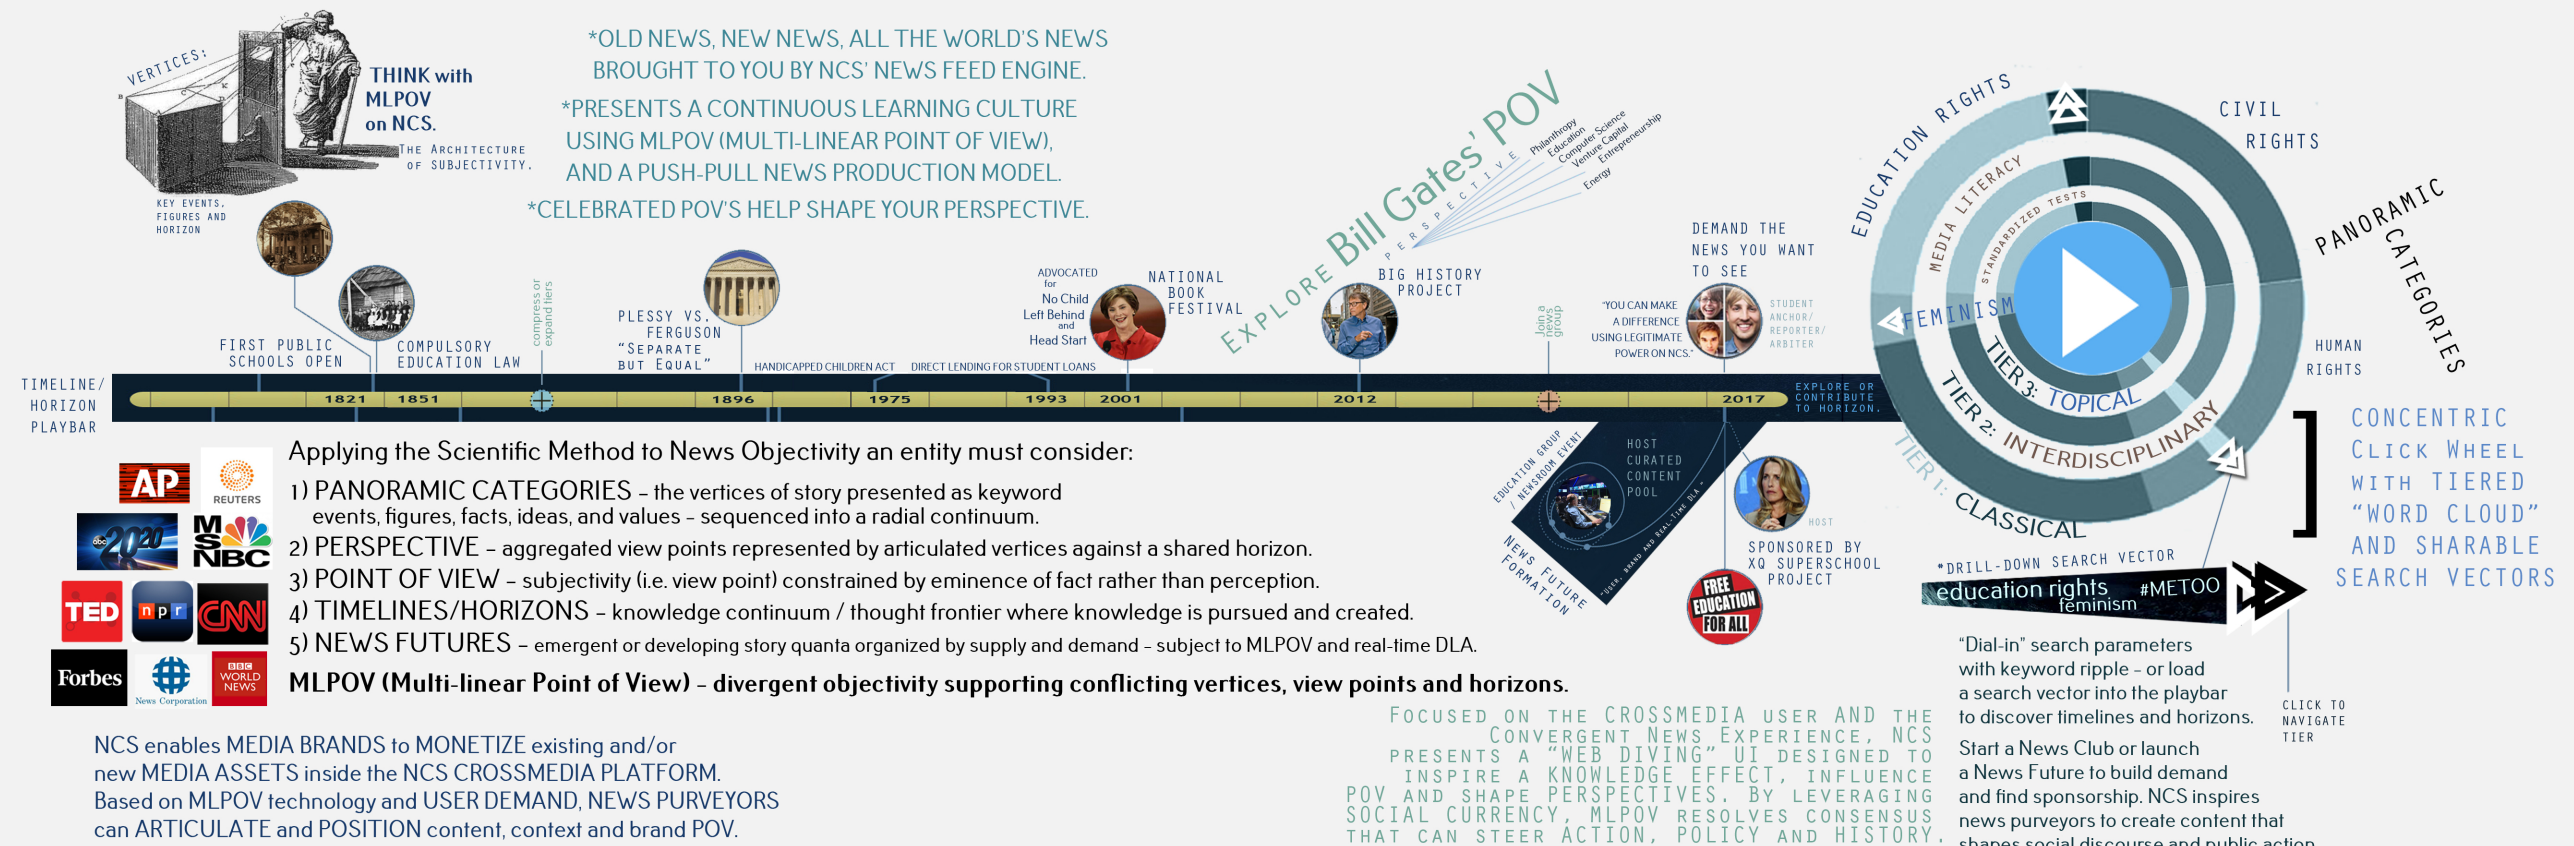 VERTICES:
THINK with
MLPOV
on NCS.
THE ARCHITECTURE
OF SUBJECTIVITY.
KEY EVENTS,
FIGURES AND
HORIZON
*OLD NEWS, NEW NEWS, ALL THE WORLD'S NEWS
BROUGHT TO YOU BY NCS' NEWS FEED ENGINE.
*PRESENTS A CONTINUOUS LEARNING CULTURE
USING MLPOV (MULTI-LINEAR POINT OF VIEW),
AND A PUSH-PULL NEWS PRODUCTION MODEL.
*CELEBRATED POV'S HELP SHAPE YOUR PERSPECTIVE.
EXPLORE Bill Gates' POV
PERSPECTIVE
Philanthropy
Education
Computer Science
Venture Capital
Entrepreneurship
Energy
FIRST PUBLIC
SCHOOLS OPEN
COMPULSORY
EDUCATION LAW
compress or
expand tiers
PLESSY VS.
FERGUSON
"SEPARATE
BUT EQUAL"
HANDICAPPED CHILDREN ACT
DIRECT LENDING FOR STUDENT LOANS
ADVOCATED
for
No Child
Left Behind
and
Head Start
NATIONAL
BOOK
FESTIVAL
BIG HISTORY
PROJECT
Join a
news
group
DEMAND THE
NEWS YOU WANT
TO SEE
"YOU CAN MAKE
A DIFFERENCE
USING LEGITIMATE
POWER ON NCS."
STUDENT
ANCHOR/
REPORTER/
ARBITER
TIMELINE/
HORIZON
PLAYBAR
1821
1851
1896
1975
1993
2001
2012
2017
EXPLORE OR
CONTRIBUTE
TO HORIZON.
EDUCATION RIGHTS
CIVIL
RIGHTS
MEDIA LITERACY
STANDARDIZED TESTS
FEMINISM
TIER 3: TOPICAL
TIER 2: INTERDISCIPLINARY
TIER 1: CLASSICAL
PANORAMIC
CATEGORIES
HUMAN
RIGHTS
CONCENTRIC
CLICK WHEEL
WITH TIERED
"WORD CLOUD"
AND SHARABLE
SEARCH VECTORS
AP
REUTERS
abc
2020
MSNBC
TED
npr
CNN
Forbes
News Corporation
BBC
WORLD
NEWS
Applying the Scientific Method to News Objectivity an entity must consider:
1) PANORAMIC CATEGORIES – the vertices of story presented as keyword
events, figures, facts, ideas, and values – sequenced into a radial continuum.
2) PERSPECTIVE – aggregated view points represented by articulated vertices against a shared horizon.
3) POINT OF VIEW – subjectivity (i.e. view point) constrained by eminence of fact rather than perception.
4) TIMELINES/HORIZONS – knowledge continuum / thought frontier where knowledge is pursued and created.
5) NEWS FUTURES – emergent or developing story quanta organized by supply and demand – subject to MLPOV and real-time DLA.
MLPOV (Multi-linear Point of View) – divergent objectivity supporting conflicting vertices, view points and horizons.
EDUCATION GROUP
/ NEWSROOM EVENT
HOST
CURATED
CONTENT
POOL
"USER, BRAND AND REAL-TIME DLA"
NEWS FUTURE
FORMATION
HOST
SPONSORED BY
XQ SUPERSCHOOL
PROJECT
FREE
EDUCATION
FOR ALL
*DRILL-DOWN SEARCH VECTOR
education rights
feminism
#METOO
"Dial-in" search parameters
with keyword ripple – or load
a search vector into the playbar
to discover timelines and horizons.
CLICK TO
NAVIGATE
TIER
Start a News Club or launch
a News Future to build demand
and find sponsorship. NCS inspires
news purveyors to create content that
shapes social discourse and public action
NCS enables MEDIA BRANDS to MONETIZE existing and/or
new MEDIA ASSETS inside the NCS CROSSMEDIA PLATFORM.
Based on MLPOV technology and USER DEMAND, NEWS PURVEYORS
can ARTICULATE and POSITION content, context and brand POV.
FOCUSED ON THE CROSSMEDIA USER AND THE
CONVERGENT NEWS EXPERIENCE, NCS
PRESENTS A "WEB DIVING" UI DESIGNED TO
INSPIRE A KNOWLEDGE EFFECT, INFLUENCE
POV AND SHAPE PERSPECTIVES. BY LEVERAGING
SOCIAL CURRENCY, MLPOV RESOLVES CONSENSUS
THAT CAN STEER ACTION, POLICY AND HISTORY.